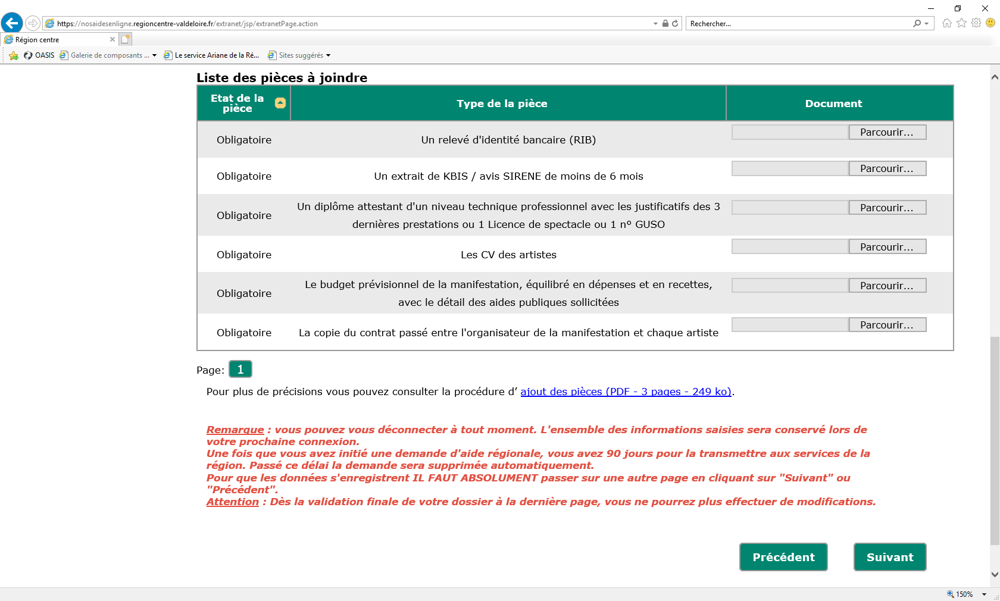 https://nosaidesenligne.regioncentre-valdeloire.fr/extranet/jsp/extranetPage.action
Rechercher...
Région centre
OASIS
Galerie de composants ...
Le service Ariane de la Ré...
Sites suggérés
Liste des pièces à joindre
Etat de la
pièce
Type de la pièce
Document
Obligatoire
Un relevé d'identité bancaire (RIB)
Parcourir...
Obligatoire
Un extrait de KBIS / avis SIRENE de moins de 6 mois
Parcourir...
Obligatoire
Un diplôme attestant d'un niveau technique professionnel avec les justificatifs des 3
dernières prestations ou 1 Licence de spectacle ou 1 n° GUSO
Parcourir...
Obligatoire
Les CV des artistes
Parcourir...
Obligatoire
Le budget prévisionnel de la manifestation, équilibré en dépenses et en recettes,
avec le détail des aides publiques sollicitées
Parcourir...
Obligatoire
La copie du contrat passé entre l'organisateur de la manifestation et chaque artiste
Parcourir...
Page: 1
Pour plus de précisions vous pouvez consulter la procédure d’ ajout des pièces (PDF - 3 pages - 249 ko).
Remarque : vous pouvez vous déconnecter à tout moment. L'ensemble des informations saisies sera conservé lors de
votre prochaine connexion.
Une fois que vous avez initié une demande d'aide régionale, vous avez 90 jours pour la transmettre aux services de la
région. Passé ce délai la demande sera supprimée automatiquement.
Pour que les données s'enregistrent IL FAUT ABSOLUMENT passer sur une autre page en cliquant sur "Suivant" ou
"Précédent".
Attention : Dès la validation finale de votre dossier à la dernière page, vous ne pourrez plus effectuer de modifications.
Précédent
Suivant
150%